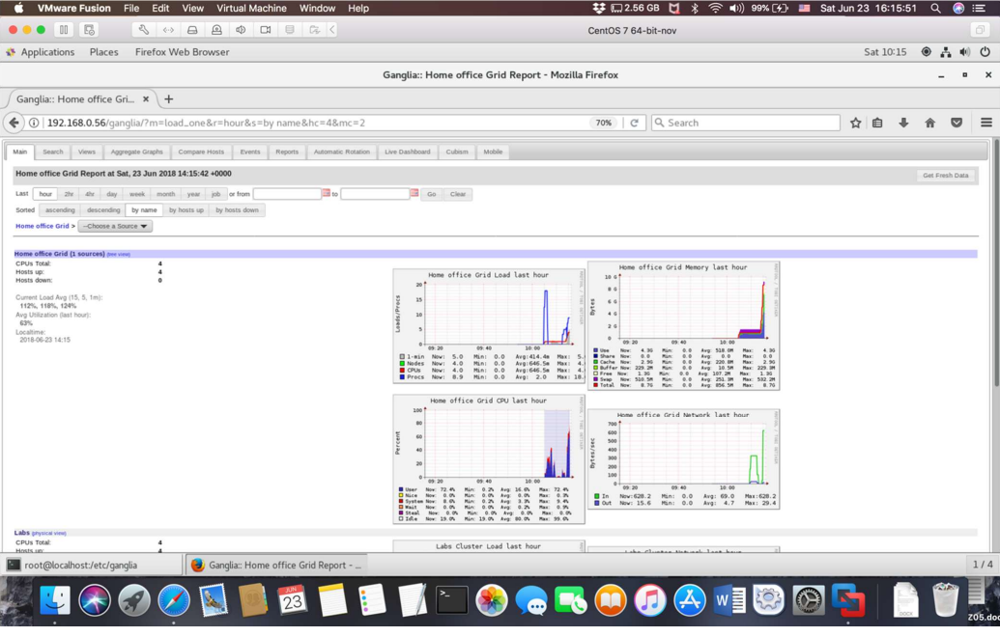 VMware Fusion File Edit View Virtual Machine Window Help 2.56 GB 99% Sat Jun 23 16:15:51
CentOS 7 64-bit-nov
Applications Places Firefox Web Browser Sat 10:15
Ganglia:: Home office Grid Report - Mozilla Firefox
Ganglia:: Home office Gri...
192.168.0.56/ganglia/?m=load_one&r=hour&s=by name&hc=4&mc=2 70% Search
Main Search Views Aggregate Graphs Compare Hosts Events Reports Automatic Rotation Live Dashboard Cubism Mobile
Home office Grid Report at Sat, 23 Jun 2018 14:15:42 +0000 Get Fresh Data
Last hour 2hr 4hr day week month year job or from to Go Clear
Sorted ascending descending by name by hosts up by hosts down
Home office Grid > --Choose a Source
Home office Grid (1 sources) (tree view)
CPUs Total: 4
Hosts up: 4
Hosts down: 0
Current Load Avg (15, 5, 1m):
112%, 118%, 124%
Avg Utilization (last hour):
63%
Localtime:
2018-06-23 14:15
Home office Grid Load last hour
Loads/Procs
20
15
10
5
0
09:20 09:40 10:00
1-min Now: 5.0 Min: 0.0 Avg:414.4m Max: 5.
Nodes Now: 4.0 Min: 0.0 Avg:646.5m Max: 4.
CPUs Now: 4.0 Min: 0.0 Avg:646.5m Max: 4.
Procs Now: 8.9 Min: 0.0 Avg: 2.0 Max: 18.
Home office Grid Memory last hour
Bytes
10 G
8 G
6 G
4 G
2 G
0
09:20 09:40 10:00
Use Now: 4.3G Min: 0.0 Avg:518.0M Max: 4.3G
Share Now: 0.0 Min: 0.0 Avg: 0.0 Max: 0.0
Cache Now: 2.9G Min: 0.0 Avg:220.8M Max: 2.9G
Buffer Now:229.2M Min: 0.0 Avg: 10.5M Max:229.3M
Free Now: 1.3G Min: 0.0 Avg:107.2M Max: 1.3G
Swap Now:510.5M Min: 0.0 Avg:251.3M Max:532.2M
Total Now: 8.7G Min: 0.0 Avg:856.5M Max: 8.7G
Home office Grid CPU last hour
Percent
100
80
60
40
20
0
09:20 09:40 10:00
User Now: 72.4% Min: 0.2% Avg: 16.6% Max: 72.4%
Nice Now: 0.0% Min: 0.0% Avg: 0.0% Max: 0.3%
System Now: 8.6% Min: 0.2% Avg: 3.3% Max: 9.4%
Wait Now: 0.0% Min: 0.0% Avg: 0.2% Max: 0.9%
Steal Now: 0.0% Min: 0.0% Avg: 0.0% Max: 0.0%
Idle Now: 19.0% Min: 19.0% Avg: 80.0% Max: 99.6%
Home office Grid Network last hour
Bytes/sec
700
600
500
400
300
200
100
0
09:20 09:40 10:00
In Now:628.2 Min: 0.0 Avg: 69.0 Max:628.2
Out Now: 15.6 Min: 0.0 Avg: 4.7 Max: 29.4
Labs (physical view)
CPUs Total: 4
Hosts up: 4
Labs Cluster Load last hour
Labs Cluster Network last hour
root@localhost:/etc/ganglia Ganglia:: Home office Grid Report - ... 1 / 4
JUN
23
DOCX
Z05.doc